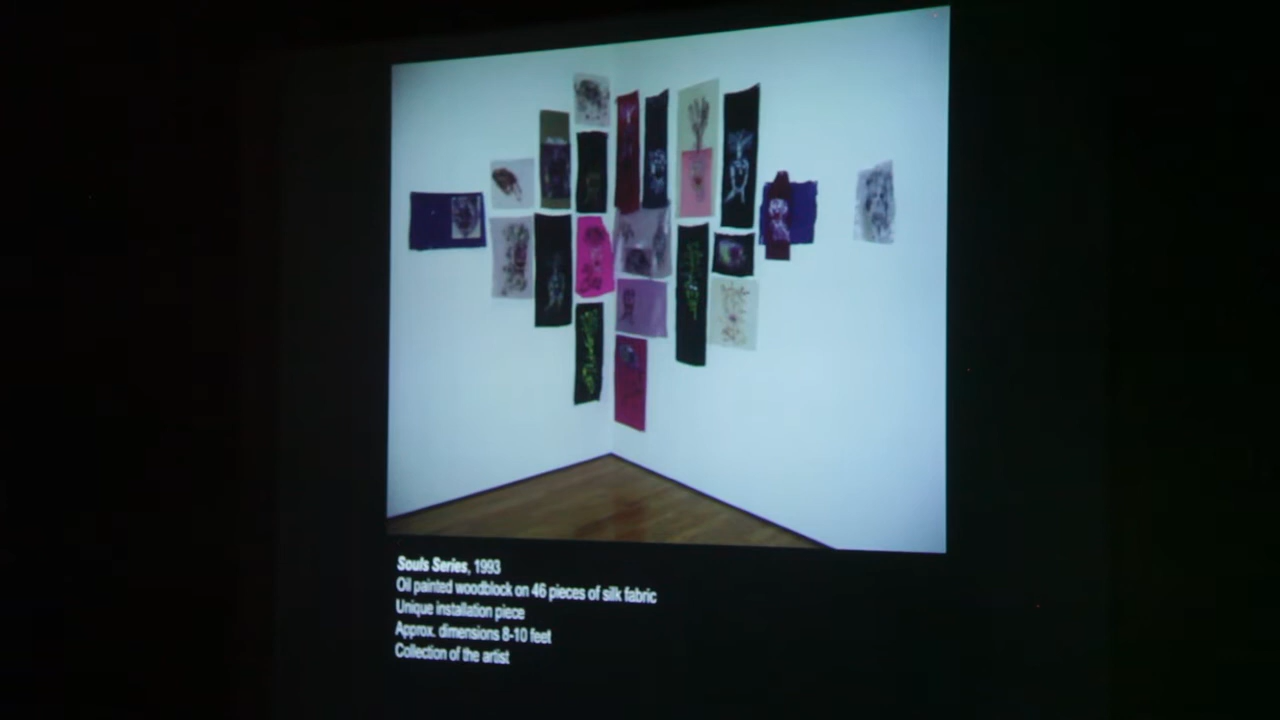 Souls Series, 1993
Oil painted woodblock on 46 pieces of silk fabric
Unique installation piece
Approx. dimensions 8-10 feet
Collection of the artist